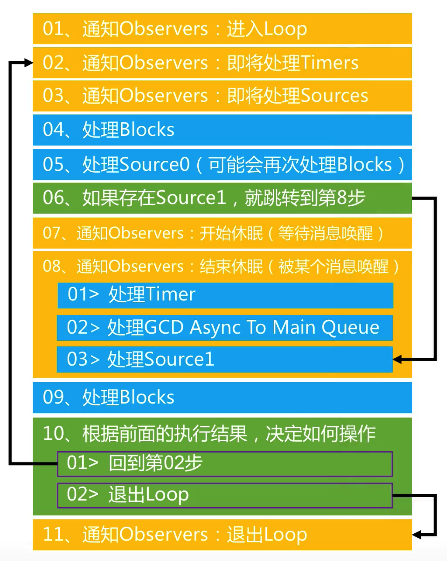 01、通知Observers：进入Loop
02、通知Observers：即将处理Timers
03、通知Observers：即将处理Sources
04、处理Blocks
05、处理Source0（可能会再次处理Blocks）
06、如果存在Source1，就跳转到第8步
07、通知Observers：开始休眠（等待消息唤醒）
08、通知Observers：结束休眠（被某个消息唤醒）
01> 处理Timer
02> 处理GCD Async To Main Queue
03> 处理Source1
09、处理Blocks
10、根据前面的执行结果，决定如何操作
01> 回到第02步
02> 退出Loop
11、通知Observers：退出Loop